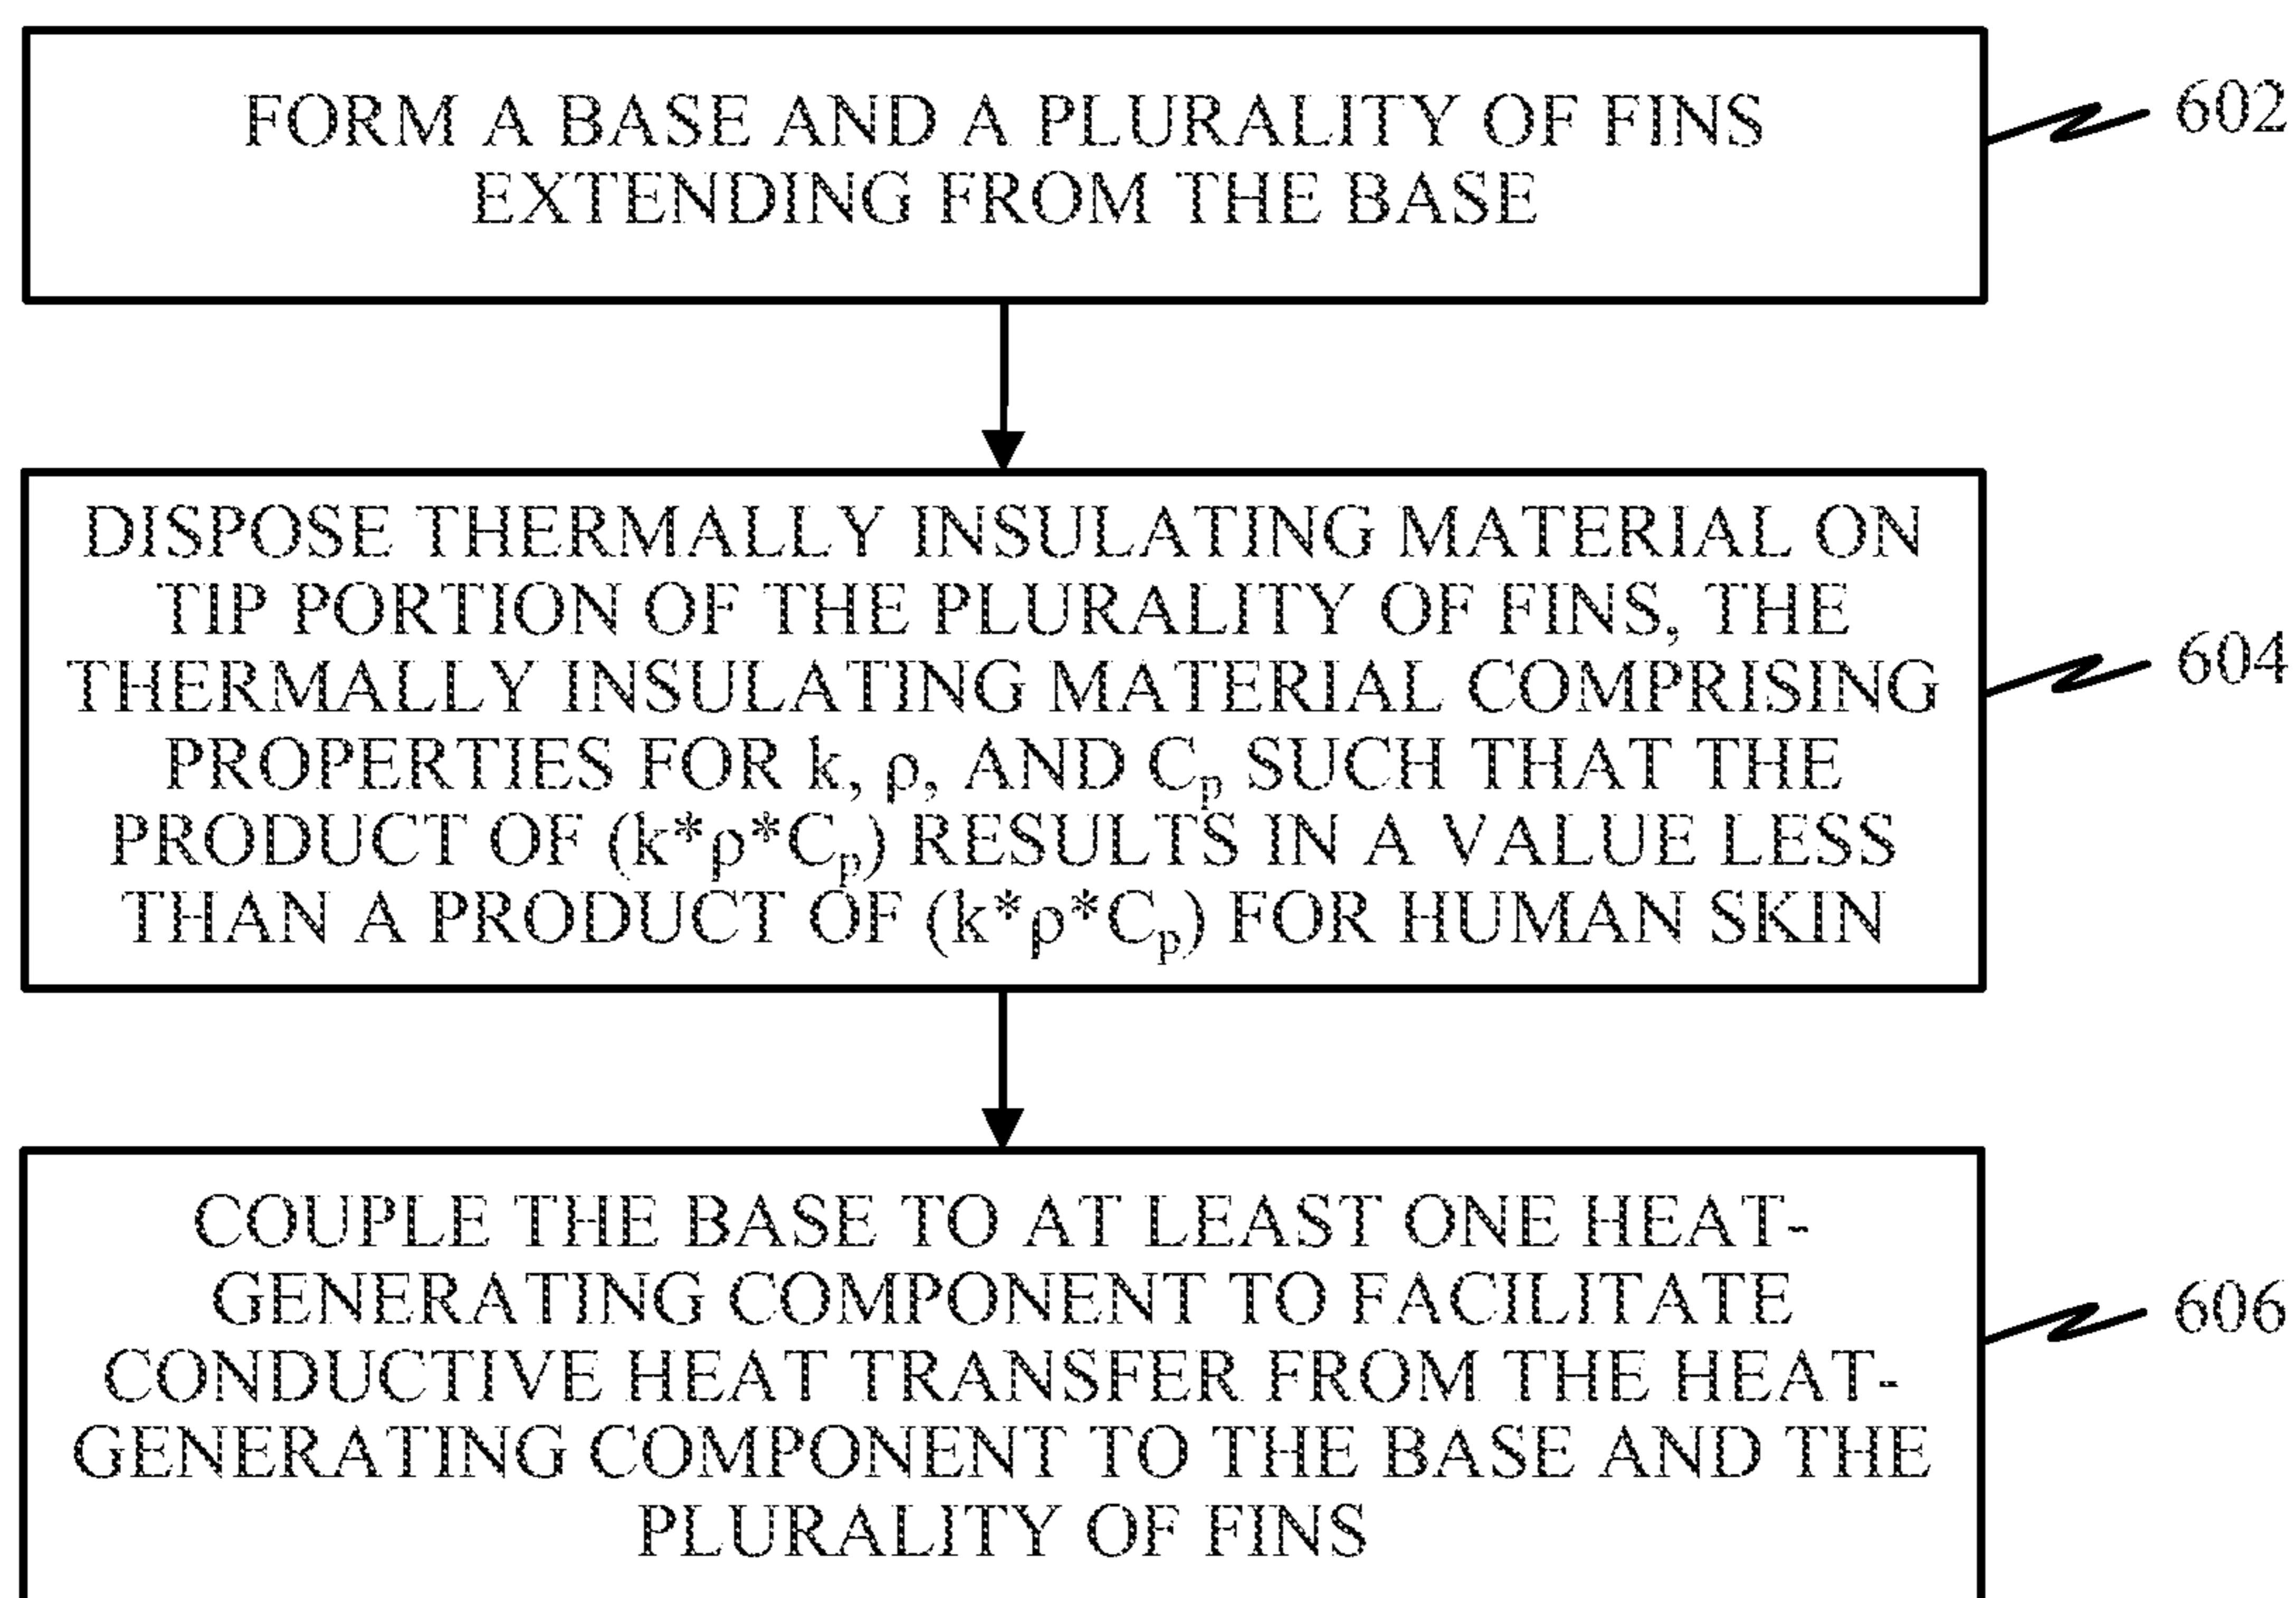 FORM A BASE AND A PLURALITY OF FINS
EXTENDING FROM THE BASE
602
DISPOSE THERMALLY INSULATING MATERIAL ON
TIP PORTION OF THE PLURALITY OF FINS, THE
THERMALLY INSULATING MATERIAL COMPRISING
PROPERTIES FOR k, ρ, AND Cₚ SUCH THAT THE
PRODUCT OF (k*ρ*Cₚ) RESULTS IN A VALUE LESS
THAN A PRODUCT OF (k*ρ*Cₚ) FOR HUMAN SKIN
604
COUPLE THE BASE TO AT LEAST ONE HEAT-
GENERATING COMPONENT TO FACILITATE
CONDUCTIVE HEAT TRANSFER FROM THE HEAT-
GENERATING COMPONENT TO THE BASE AND THE
PLURALITY OF FINS
606